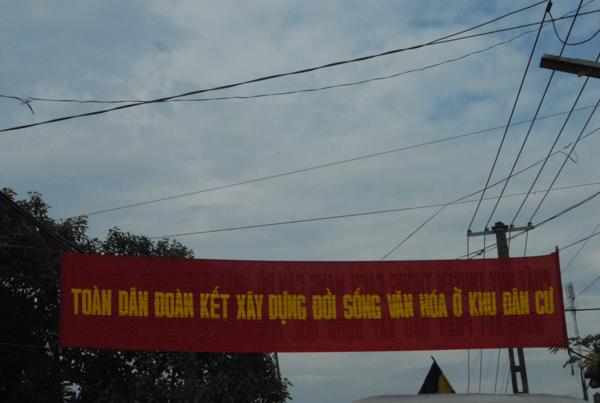 TOÀN DÂN ĐOÀN KẾT XÂY DỰNG ĐỜI SỐNG VĂN HÓA Ở KHU DÂN CƯ